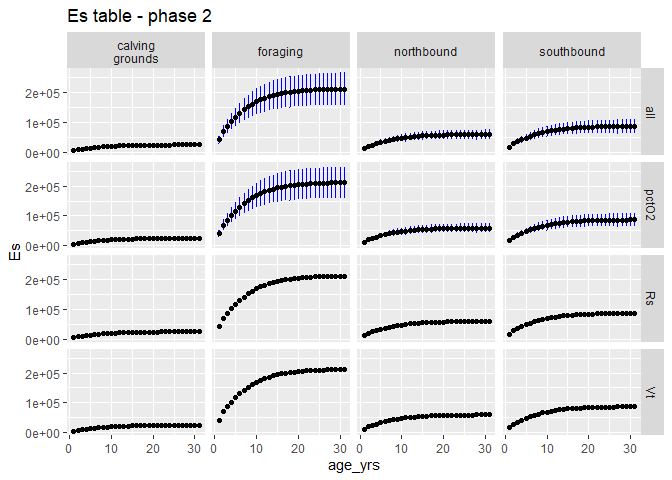 Es table - phase 2
calving
grounds
foraging
northbound
southbound
2e+05
1e+05
0e+00
all
2e+05
1e+05
0e+00
pctO2
2e+05
1e+05
0e+00
Rs
2e+05
1e+05
0e+00
Vt
Es
0 10 20 30
0 10 20 30
0 10 20 30
0 10 20 30
age_yrs